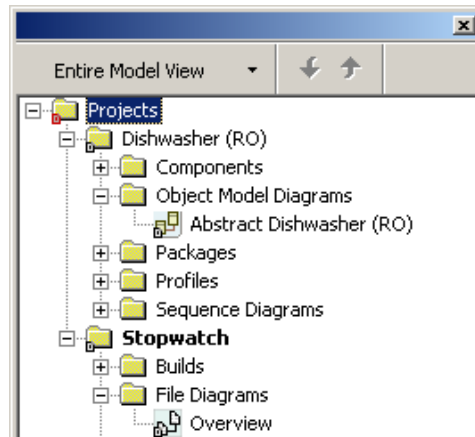 Entire Model View
Projects
Dishwasher (RO)
Components
Object Model Diagrams
Abstract Dishwasher (RO)
Packages
Profiles
Sequence Diagrams
Stopwatch
Builds
File Diagrams
Overview